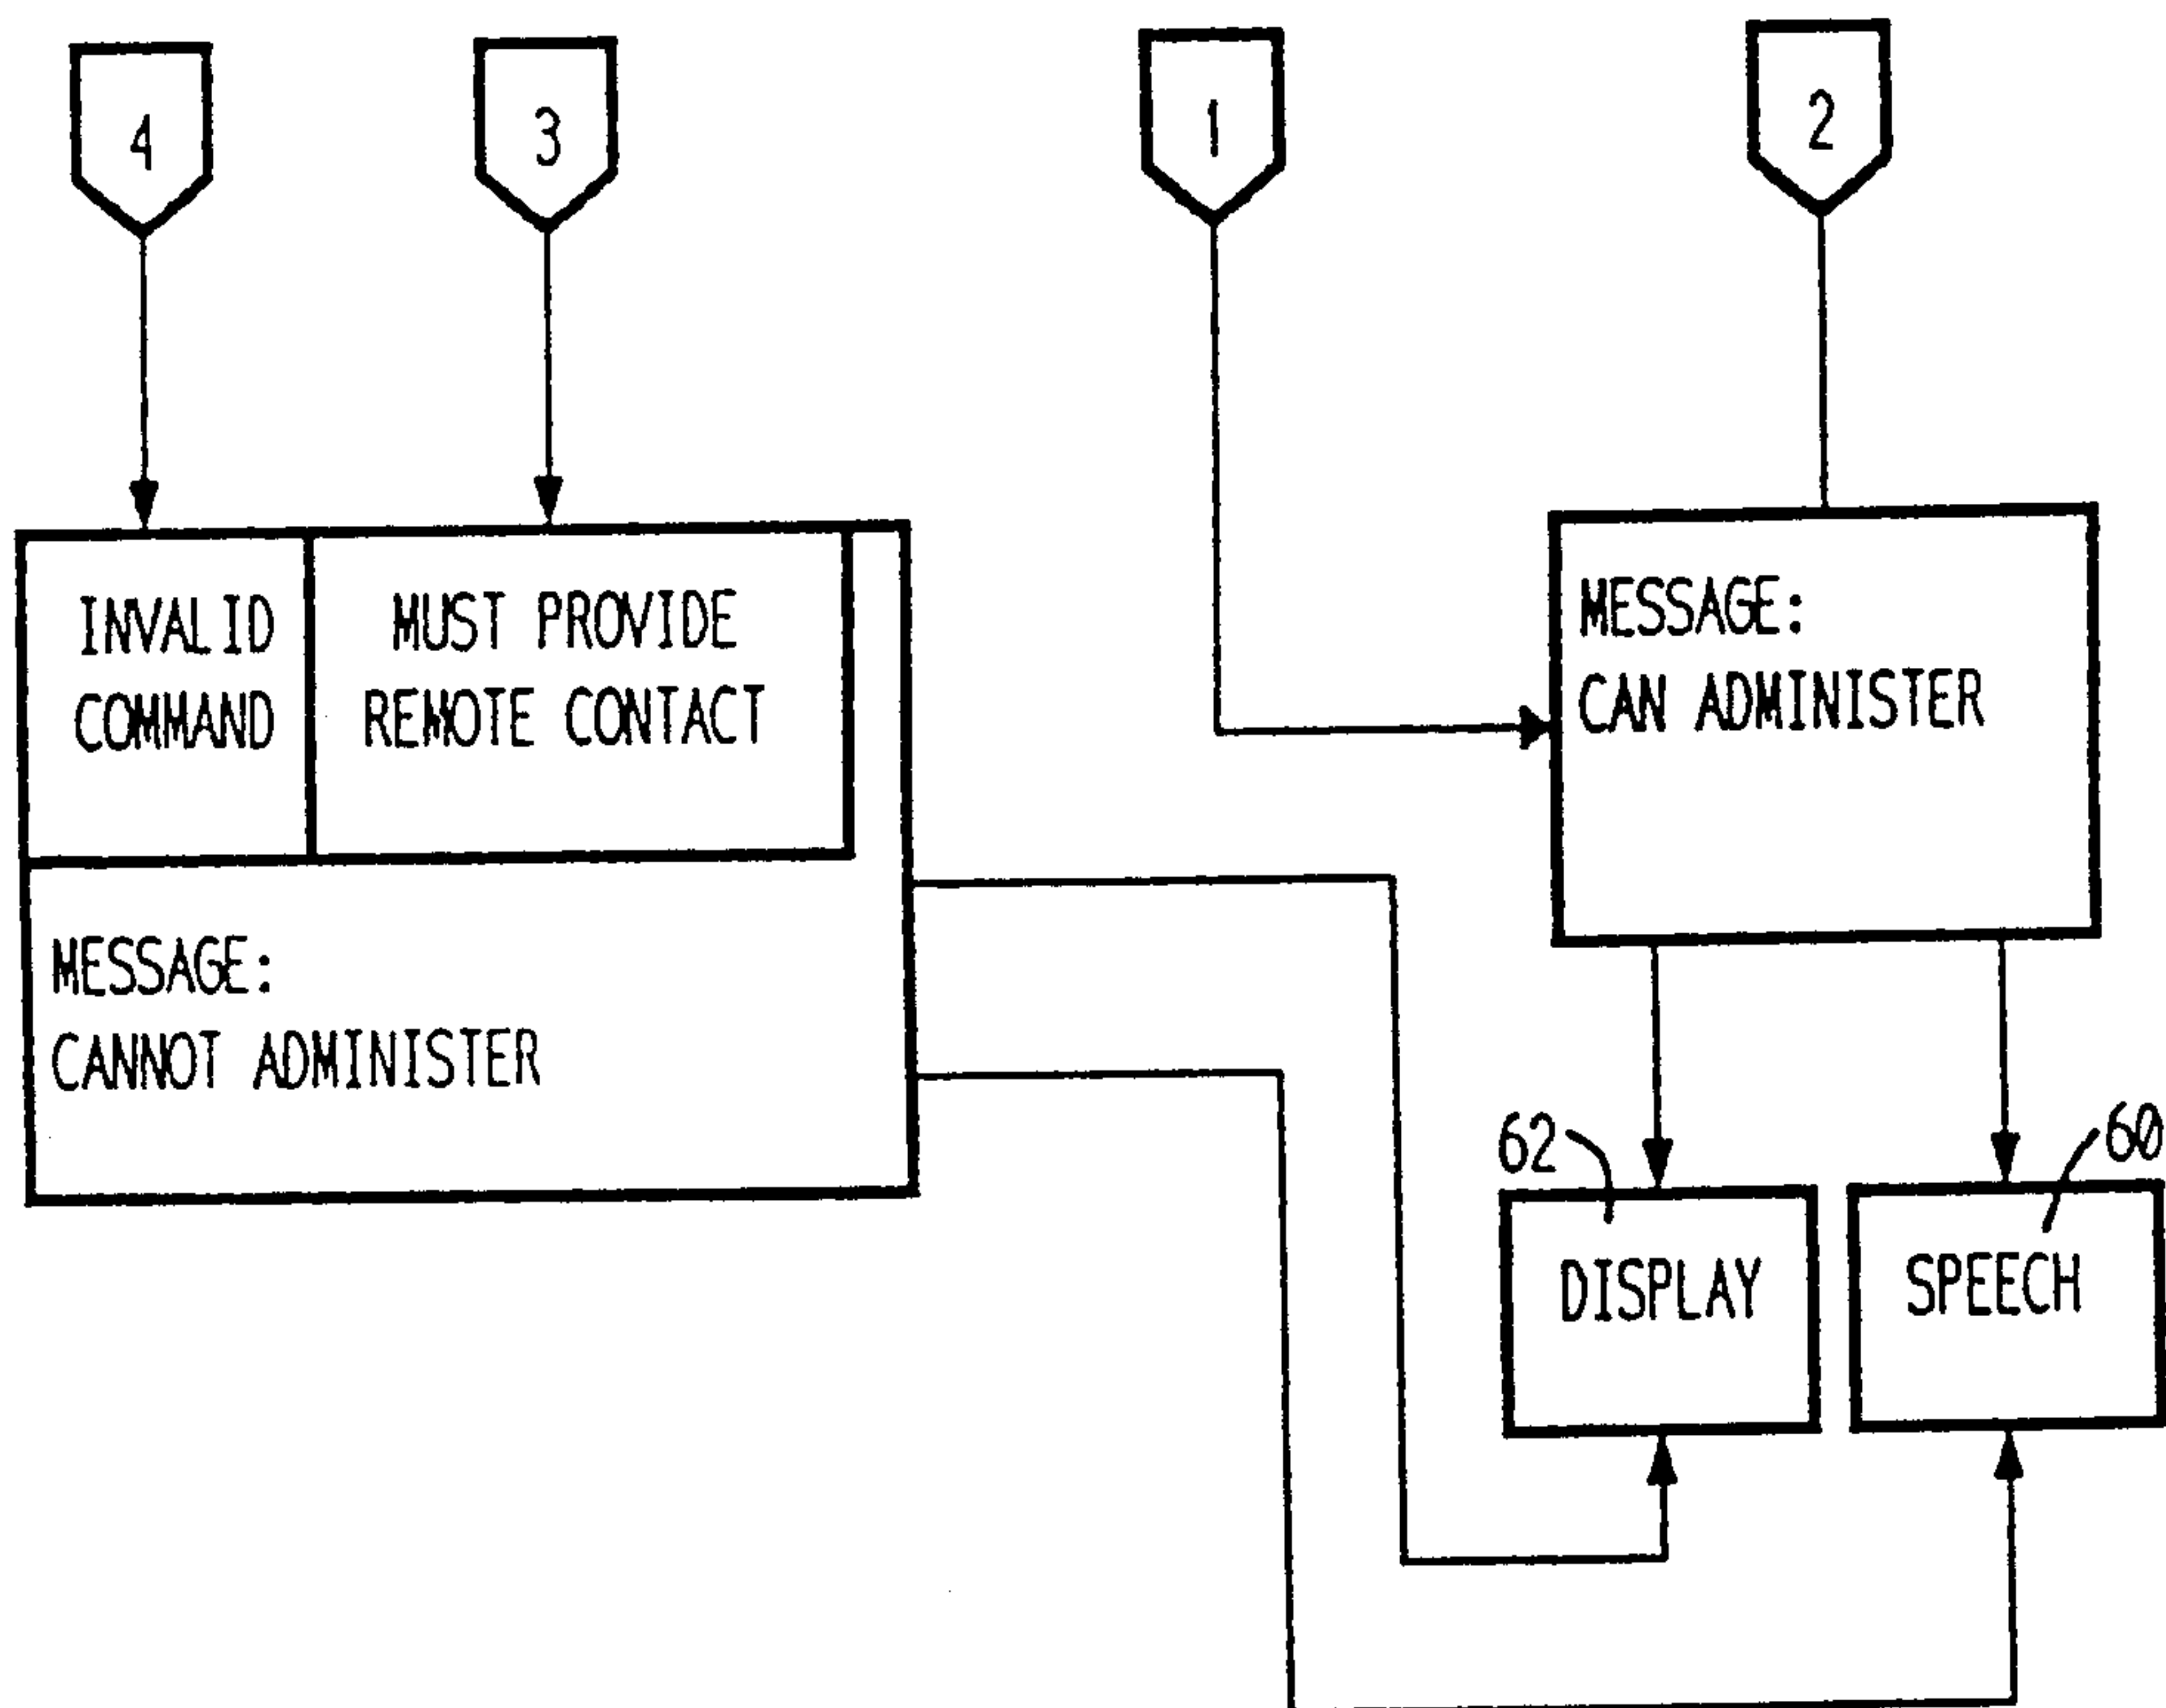 4
3
1
2
INVALID
COMMAND
MUST PROVIDE
REMOTE CONTACT
MESSAGE:
CANNOT ADMINISTER
MESSAGE:
CAN ADMINISTER
62
60
DISPLAY
SPEECH